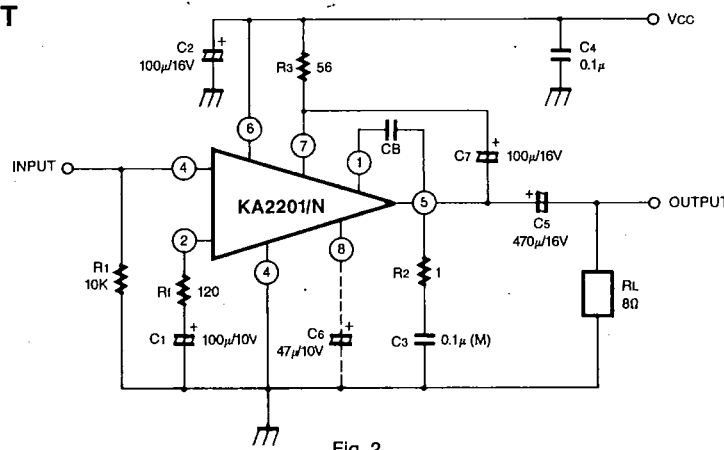 T
VCC
C2
100μ/16V
R3 56
C4
0.1μ
6
7
1
CB
C7 100μ/16V
INPUT
4
KA2201/N
5
OUTPUT
C5
470μ/16V
2
8
4
R1
10K
Rf 120
R2 1
RL
8Ω
C1 100μ/10V
C6
47μ/10V
C3 0.1μ (M)
Fig. 2